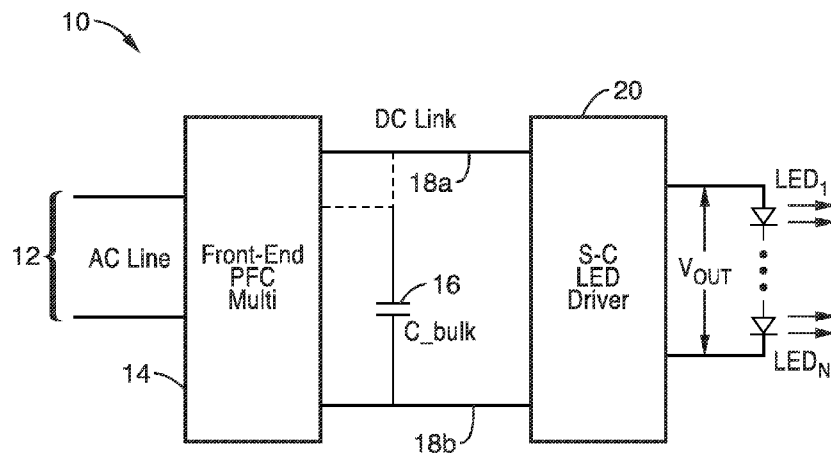 10
20
DC Link
18a
LED1
12
AC Line
Front-End
PFC
Multi
16
C_bulk
S-C
LED
Driver
VOUT
14
18b
LEDN